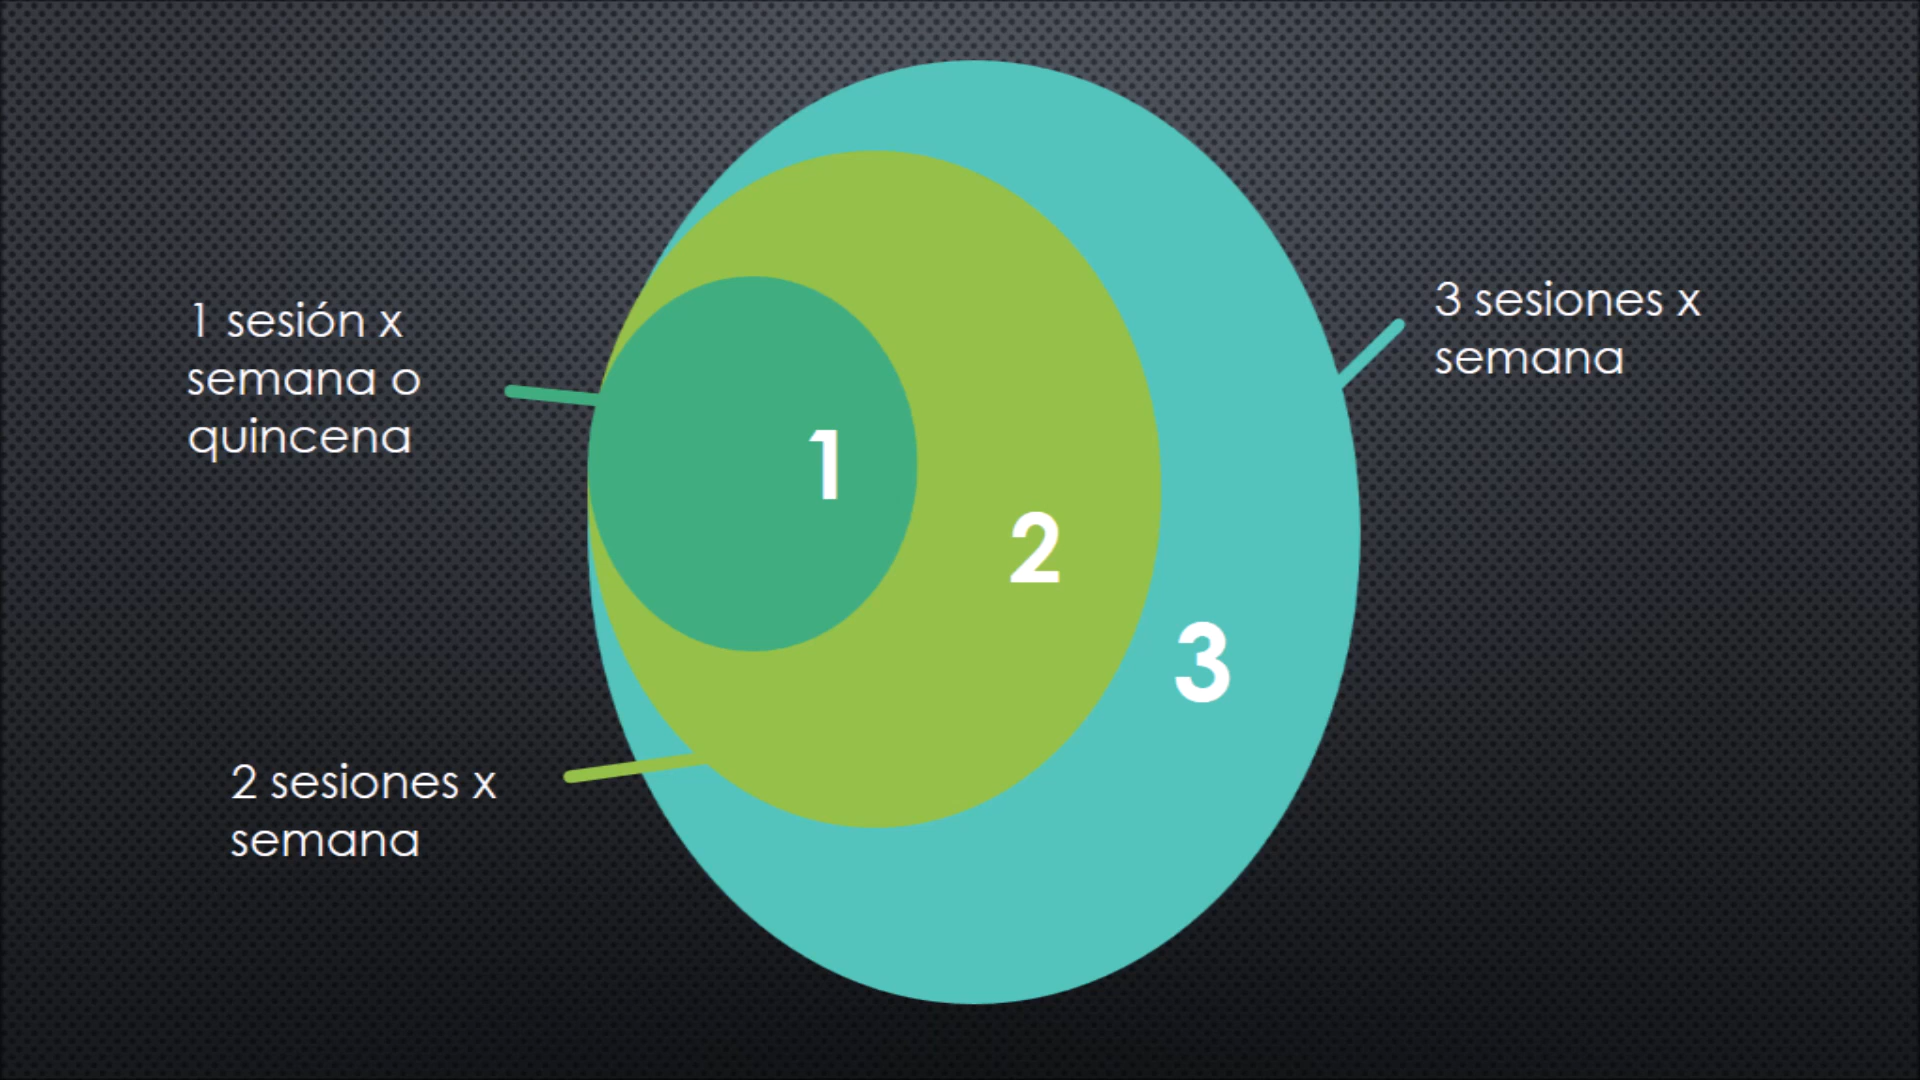 1 sesión x
semana o
quincena
1
2
3
3 sesiones x
semana
2 sesiones x
semana